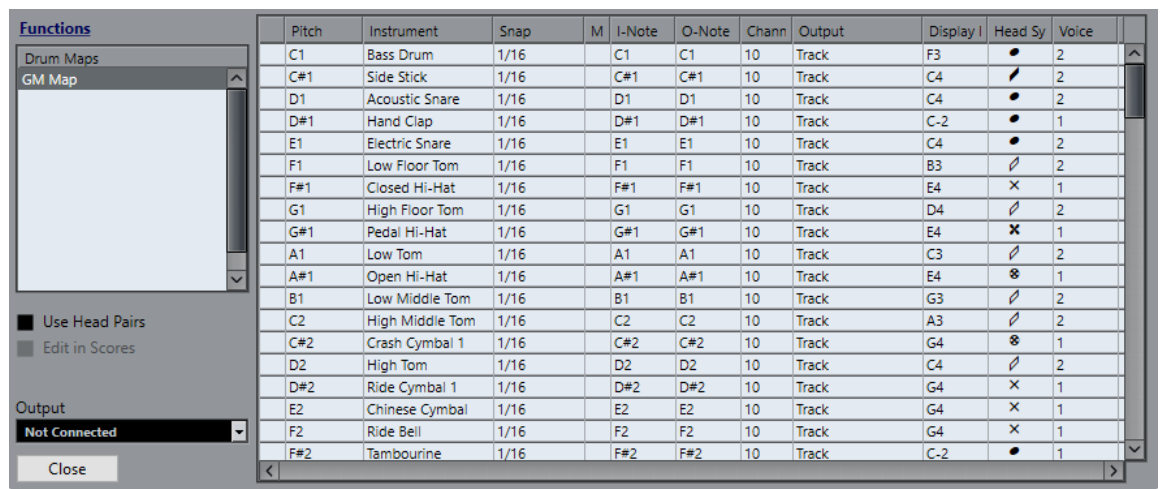 Functions
Drum Maps
GM Map
Use Head Pairs
Edit in Scores
Output
Not Connected
Close
Pitch Instrument Snap M I-Note O-Note Chann Output Display I Head Sy Voice
C1 Bass Drum 1/16 C1 C1 10 Track F3 2
C#1 Side Stick 1/16 C#1 C#1 10 Track C4 2
D1 Acoustic Snare 1/16 D1 D1 10 Track C4 2
D#1 Hand Clap 1/16 D#1 D#1 10 Track C-2 1
E1 Electric Snare 1/16 E1 E1 10 Track C4 2
F1 Low Floor Tom 1/16 F1 F1 10 Track B3 2
F#1 Closed Hi-Hat 1/16 F#1 F#1 10 Track E4 1
G1 High Floor Tom 1/16 G1 G1 10 Track D4 2
G#1 Pedal Hi-Hat 1/16 G#1 G#1 10 Track E4 1
A1 Low Tom 1/16 A1 A1 10 Track C3 2
A#1 Open Hi-Hat 1/16 A#1 A#1 10 Track E4 1
B1 Low Middle Tom 1/16 B1 B1 10 Track G3 2
C2 High Middle Tom 1/16 C2 C2 10 Track A3 2
C#2 Crash Cymbal 1 1/16 C#2 C#2 10 Track G4 1
D2 High Tom 1/16 D2 D2 10 Track C4 2
D#2 Ride Cymbal 1 1/16 D#2 D#2 10 Track G4 1
E2 Chinese Cymbal 1/16 E2 E2 10 Track G4 1
F2 Ride Bell 1/16 F2 F2 10 Track G4 1
F#2 Tambourine 1/16 F#2 F#2 10 Track C-2 1